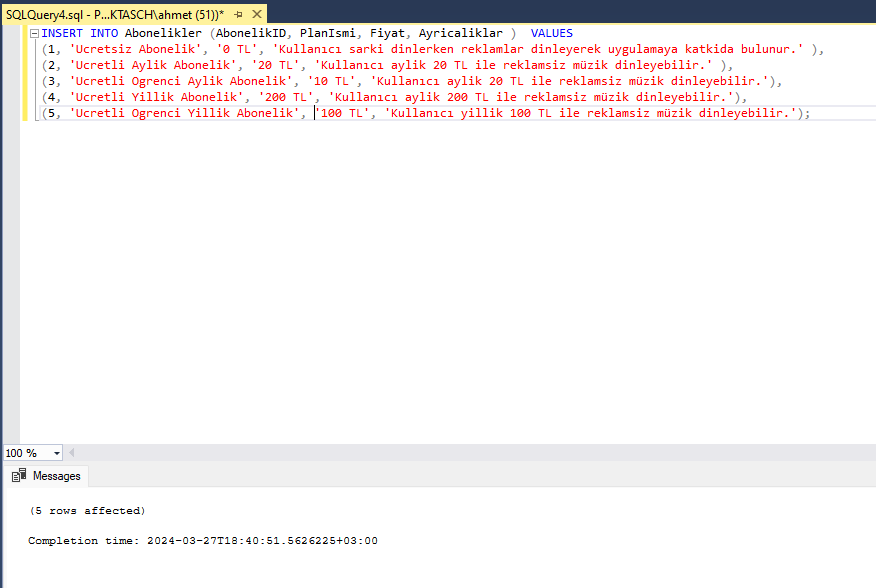 SQLQuery4.sql - P...KTASCH\ahmet (51))*
INSERT INTO Abonelikler (AbonelikID, PlanIsmi, Fiyat, Ayricaliklar )  VALUES
(1, 'Ucretsiz Abonelik', '0 TL', 'Kullanıcı sarki dinlerken reklamlar dinleyerek uygulamaya katkida bulunur.' ),
(2, 'Ucretli Aylik Abonelik', '20 TL', 'Kullanıcı aylik 20 TL ile reklamsiz müzik dinleyebilir.' ),
(3, 'Ucretli Ogrenci Aylik Abonelik', '10 TL', 'Kullanıcı aylik 20 TL ile reklamsiz müzik dinleyebilir.'),
(4, 'Ucretli Yillik Abonelik', '200 TL', 'Kullanıcı aylik 200 TL ile reklamsiz müzik dinleyebilir.'),
(5, 'Ucretli Ogrenci Yillik Abonelik', '100 TL', 'Kullanıcı yillik 100 TL ile reklamsiz müzik dinleyebilir.');
100 %
Messages
(5 rows affected)
Completion time: 2024-03-27T18:40:51.5626225+03:00